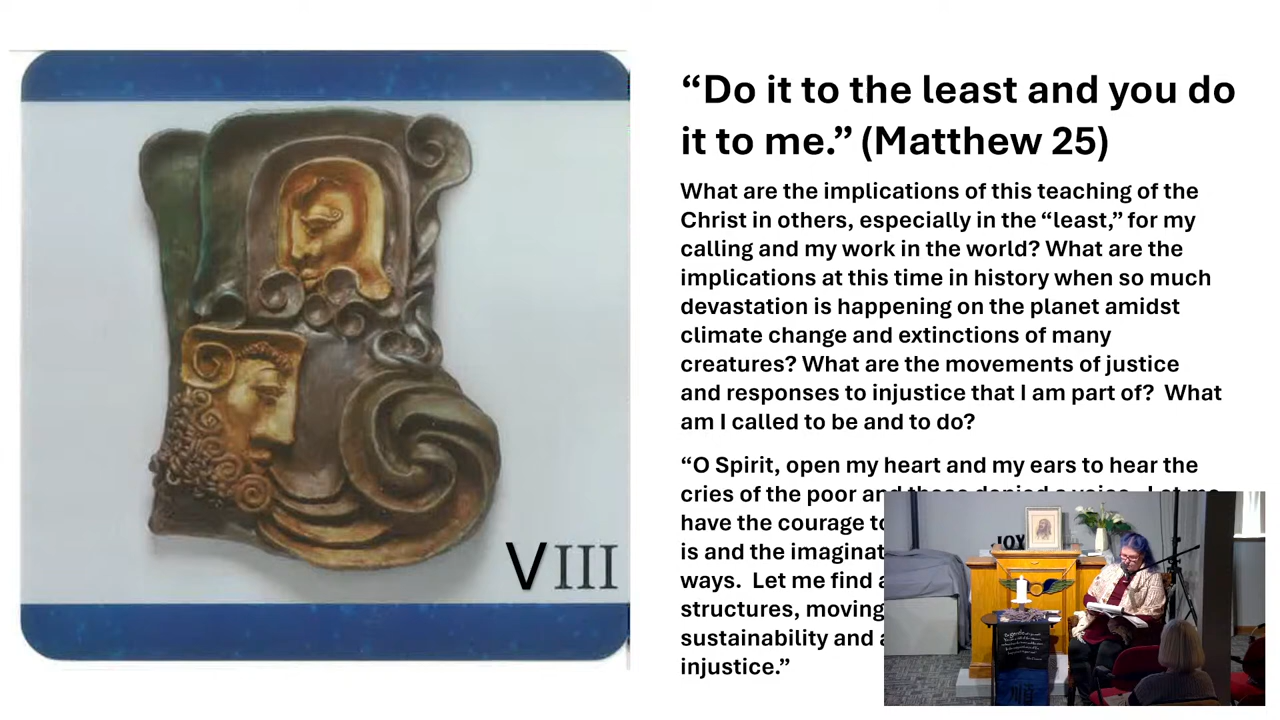 “Do it to the least and you do
it to me.” (Matthew 25)
What are the implications of this teaching of the
Christ in others, especially in the “least,” for my
calling and my work in the world? What are the
implications at this time in history when so much
devastation is happening on the planet amidst
climate change and extinctions of many
creatures? What are the movements of justice
and responses to injustice that I am part of?  What
am I called to be and to do?
“O Spirit, open my heart and my ears to hear the
cries of the poor and those denied a voice.  Let me
have the courage to
is and the imaginat
ways.  Let me find
structures, moving
sustainability and
injustice.”
VIII
JOY